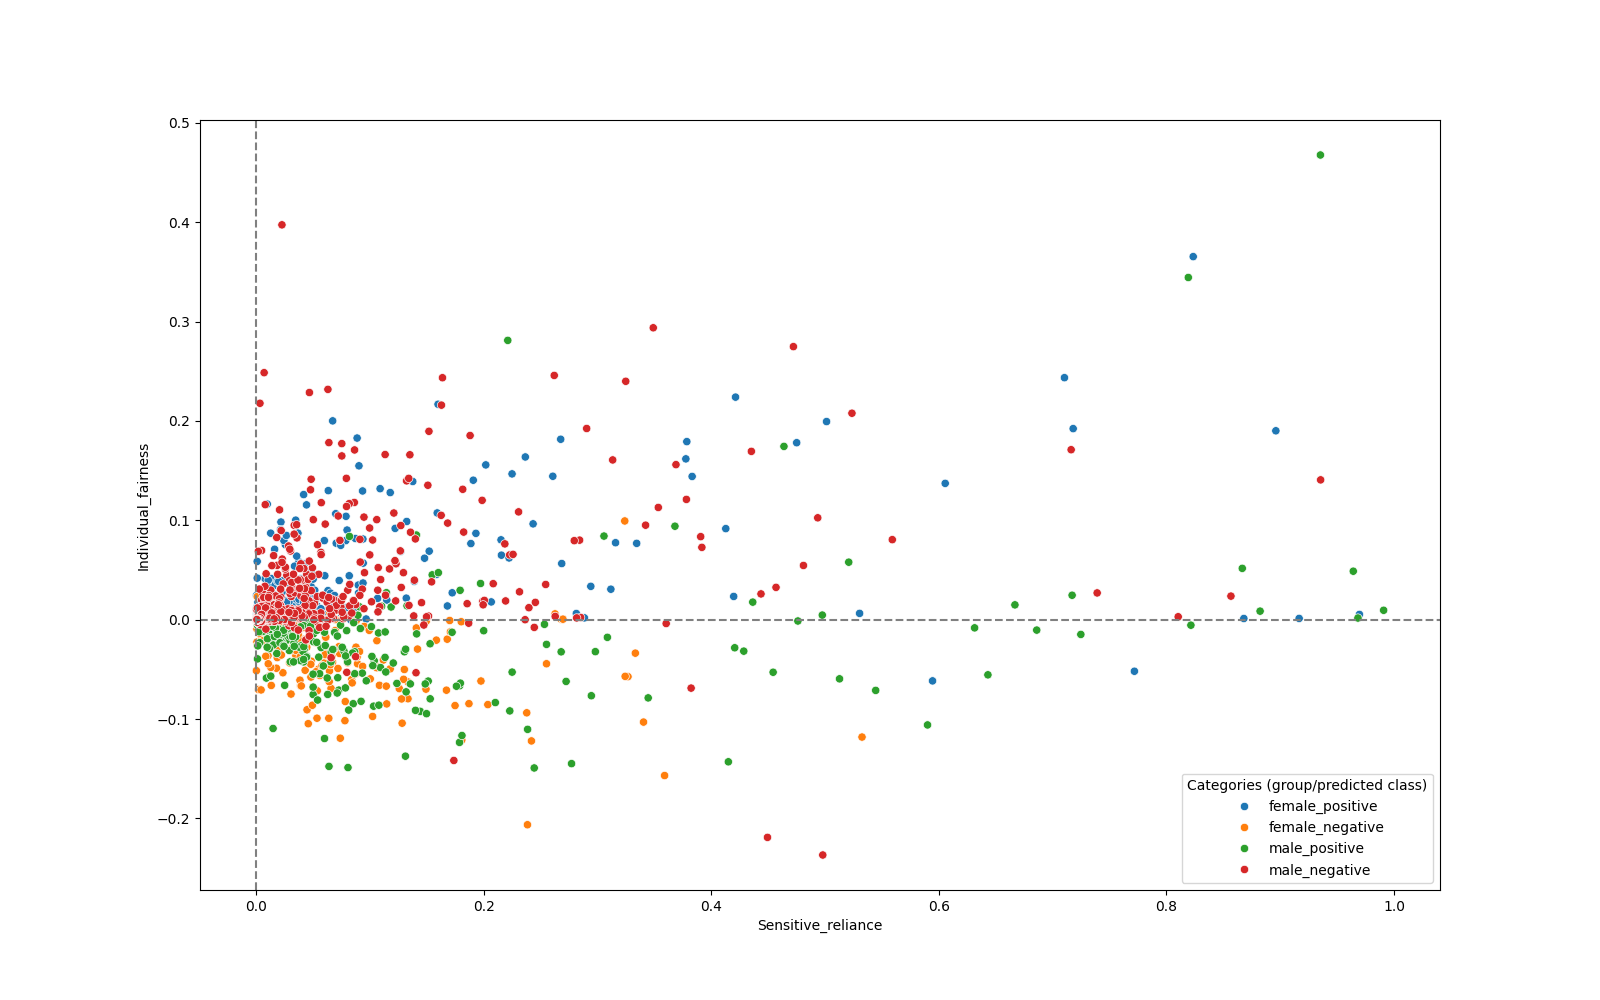 0.5
0.4
0.3
0.2
0.1
0.0
−0.1
−0.2
Individual_fairness
0.0
0.2
0.4
0.6
0.8
1.0
Sensitive_reliance
Categories (group/predicted class)
female_positive
female_negative
male_positive
male_negative